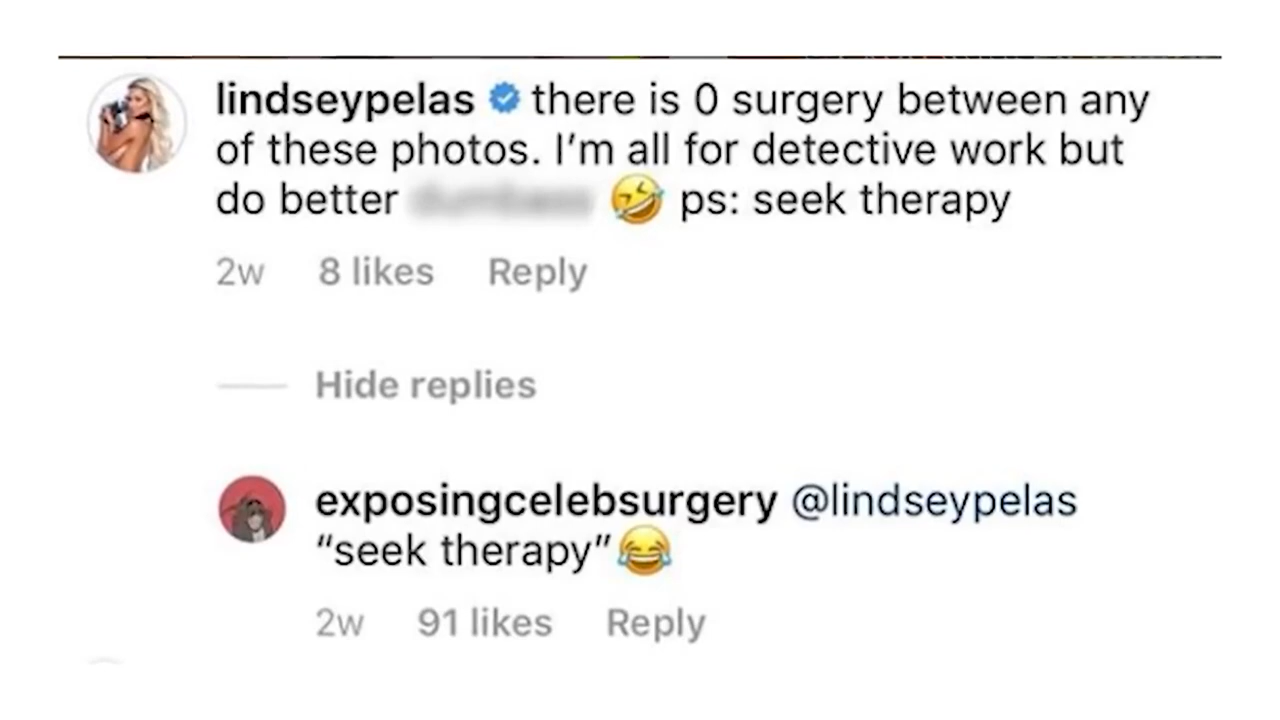 lindseypelas there is 0 surgery between any
of these photos. I'm all for detective work but
do better 🤣 ps: seek therapy
2w 8 likes Reply
Hide replies
exposingcelebsurgery @lindseypelas
“seek therapy”😂
2w 91 likes Reply